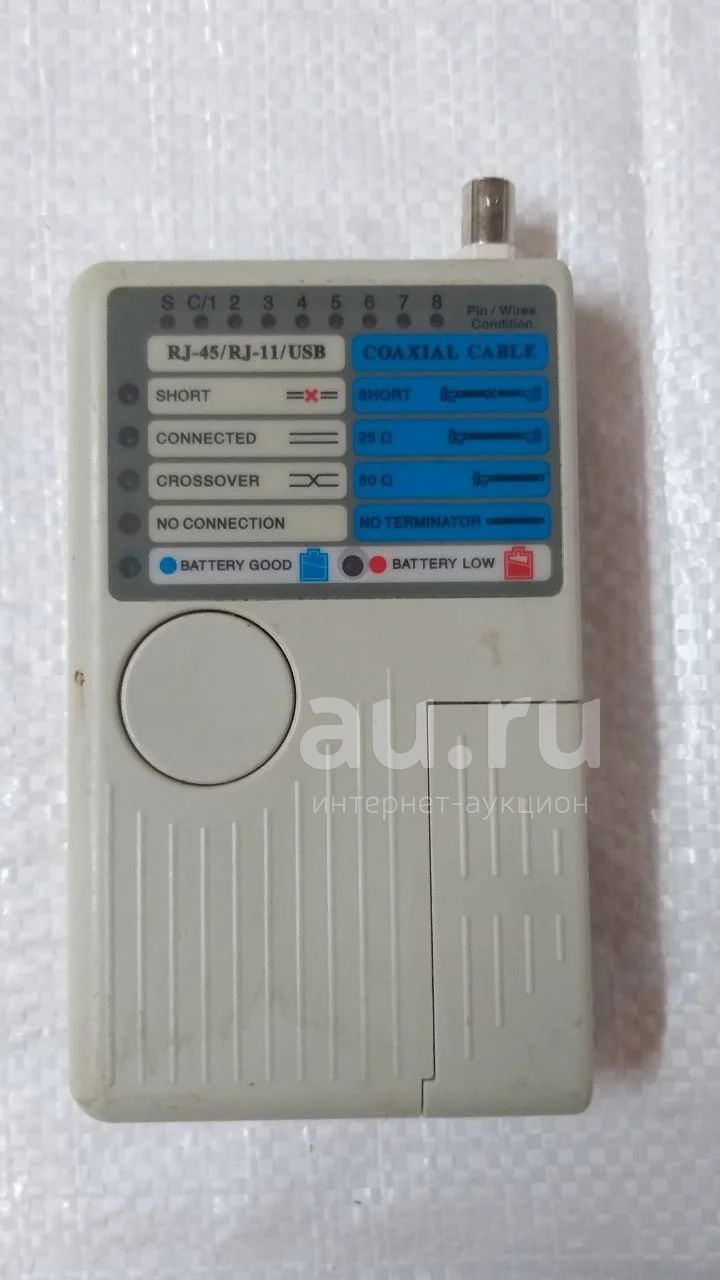 S C/1 2 3 4 5 6 7 8 Pin / Wires Condition
RJ-45/RJ-11/USB COAXIAL CABLE
SHORT SHORT
CONNECTED 25 Ω
CROSSOVER 50 Ω
NO CONNECTION NO TERMINATOR
BATTERY GOOD BATTERY LOW
au.ru
интернет-аукцион